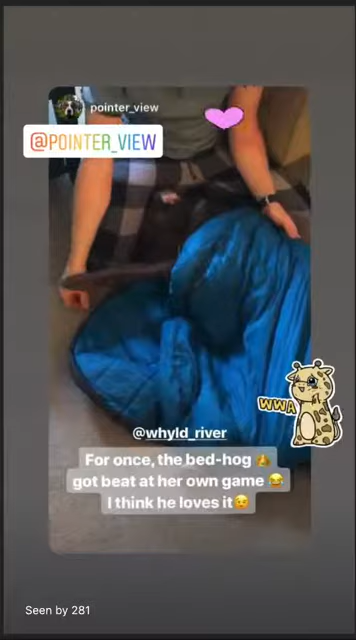 pointer_view
@POINTER_VIEW
WWA
@whyld_river
For once, the bed-hog
got beat at her own game 😂
I think he loves it
Seen by 281